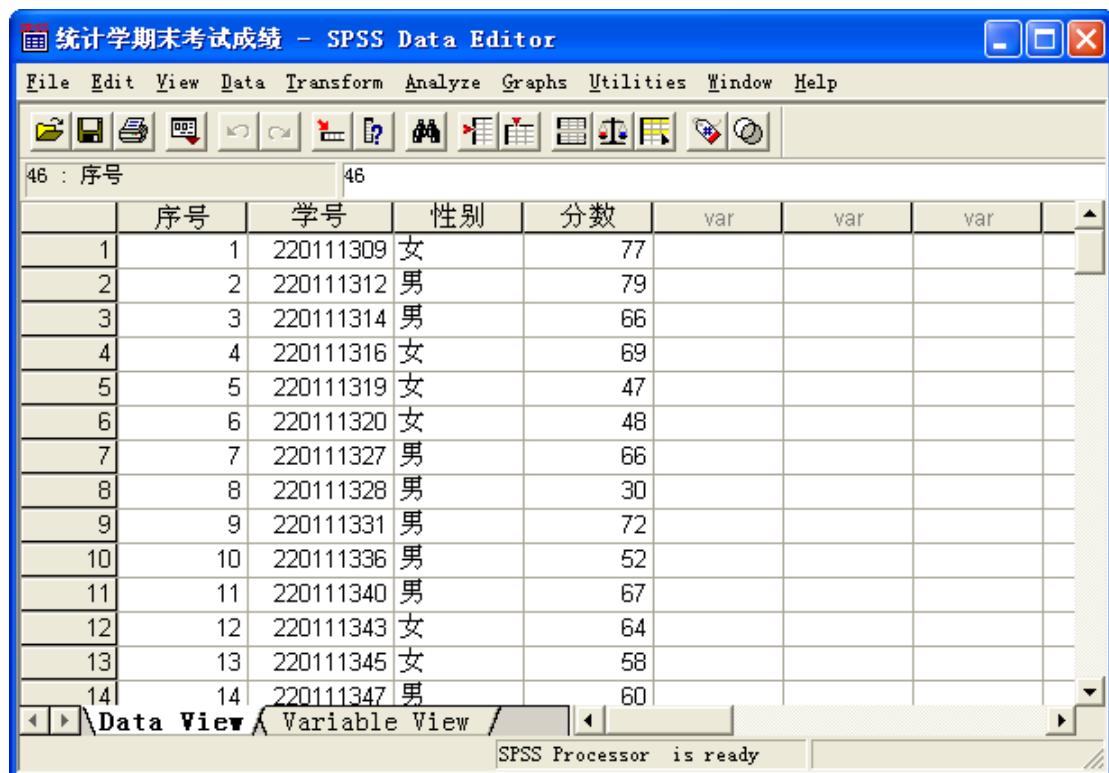 统计学期末考试成绩 - SPSS Data Editor
File Edit View Data Transform Analyze Graphs Utilities Window Help
46 : 序号 46
序号 学号 性别 分数 var var var
1 1 220111309 女 77
2 2 220111312 男 79
3 3 220111314 男 66
4 4 220111316 女 69
5 5 220111319 女 47
6 6 220111320 女 48
7 7 220111327 男 66
8 8 220111328 男 30
9 9 220111331 男 72
10 10 220111336 男 52
11 11 220111340 男 67
12 12 220111343 女 64
13 13 220111345 女 58
14 14 220111347 男 60
Data View Variable View
SPSS Processor is ready